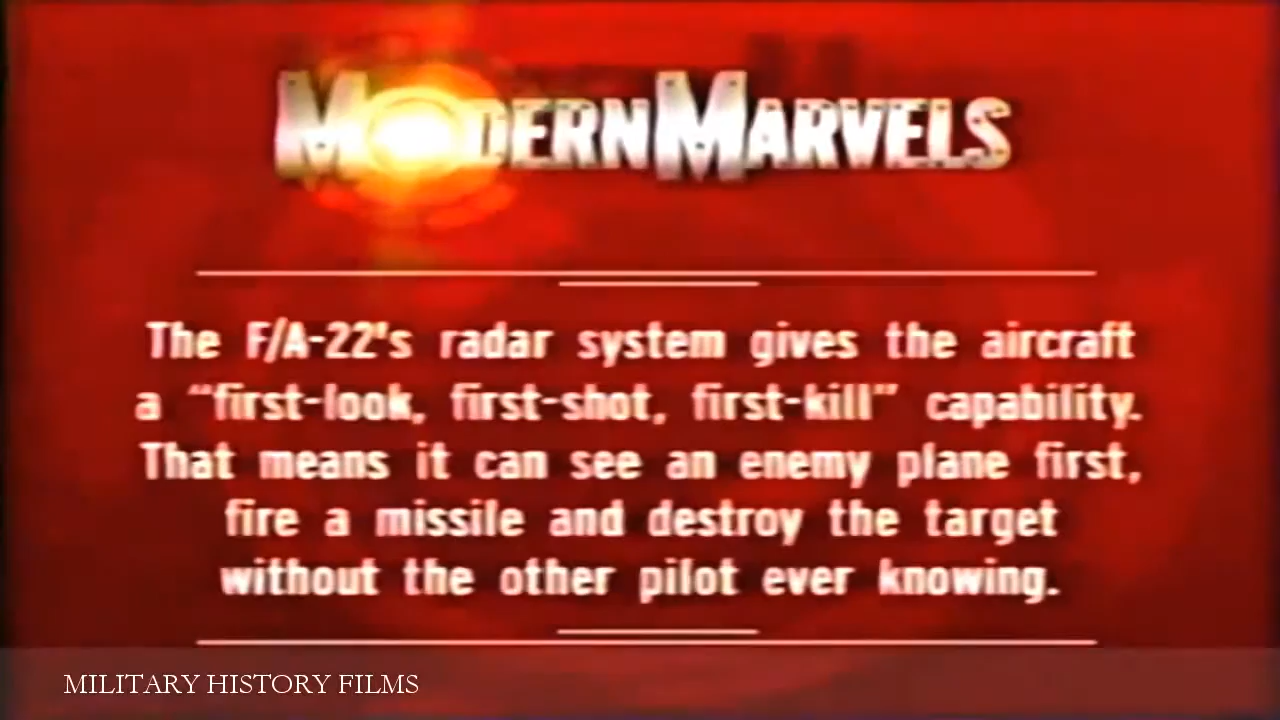 MODERN MARVELS
The F/A-22's radar system gives the aircraft
a “first-look, first-shot, first-kill” capability.
That means it can see an enemy plane first,
fire a missile and destroy the target
without the other pilot ever knowing.
MILITARY HISTORY FILMS